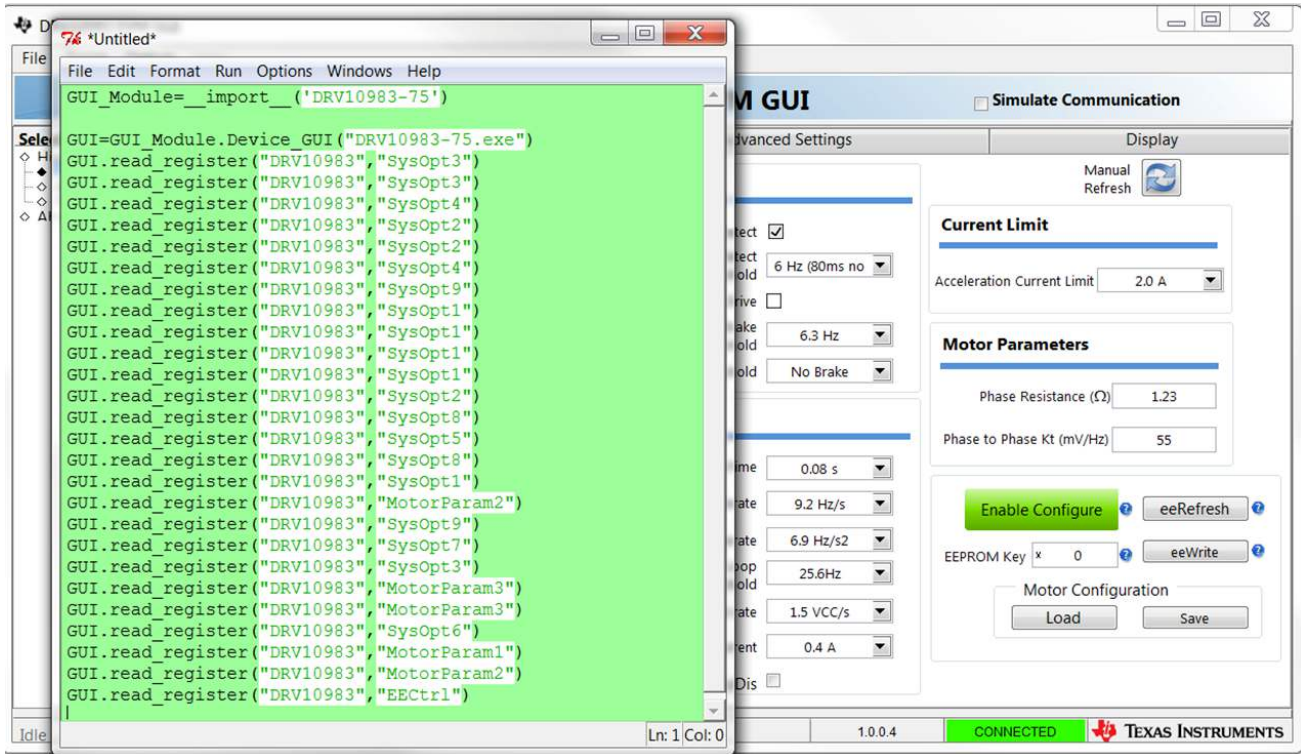 *Untitled*
File Edit Format Run Options Windows Help
GUI_Module=__import__('DRV10983-75')
GUI=GUI_Module.Device_GUI("DRV10983-75.exe")
GUI.read_register("DRV10983","SysOpt3")
GUI.read_register("DRV10983","SysOpt3")
GUI.read_register("DRV10983","SysOpt4")
GUI.read_register("DRV10983","SysOpt2")
GUI.read_register("DRV10983","SysOpt2")
GUI.read_register("DRV10983","SysOpt4")
GUI.read_register("DRV10983","SysOpt9")
GUI.read_register("DRV10983","SysOpt1")
GUI.read_register("DRV10983","SysOpt1")
GUI.read_register("DRV10983","SysOpt1")
GUI.read_register("DRV10983","SysOpt1")
GUI.read_register("DRV10983","SysOpt2")
GUI.read_register("DRV10983","SysOpt8")
GUI.read_register("DRV10983","SysOpt5")
GUI.read_register("DRV10983","SysOpt8")
GUI.read_register("DRV10983","SysOpt1")
GUI.read_register("DRV10983","MotorParam2")
GUI.read_register("DRV10983","SysOpt9")
GUI.read_register("DRV10983","SysOpt7")
GUI.read_register("DRV10983","SysOpt3")
GUI.read_register("DRV10983","MotorParam3")
GUI.read_register("DRV10983","MotorParam3")
GUI.read_register("DRV10983","SysOpt6")
GUI.read_register("DRV10983","MotorParam1")
GUI.read_register("DRV10983","MotorParam2")
GUI.read_register("DRV10983","EECtrl")
Ln: 1 Col: 0
File
M GUI
Simulate Communication
Sele
dvanced Settings
Display
Hi
Al
Manual
Refresh
tect
tect
old
6 Hz (80ms no
rive
ake
old
6.3 Hz
old
No Brake
Current Limit
Acceleration Current Limit 2.0 A
Motor Parameters
Phase Resistance (Ω) 1.23
Phase to Phase Kt (mV/Hz) 55
ime 0.08 s
rate 9.2 Hz/s
rate 6.9 Hz/s2
oop
old
25.6Hz
rate 1.5 VCC/s
rent 0.4 A
Dis
Enable Configure eeRefresh
EEPROM Key x 0 eeWrite
Motor Configuration
Load Save
Idle
1.0.0.4
CONNECTED
TEXAS INSTRUMENTS